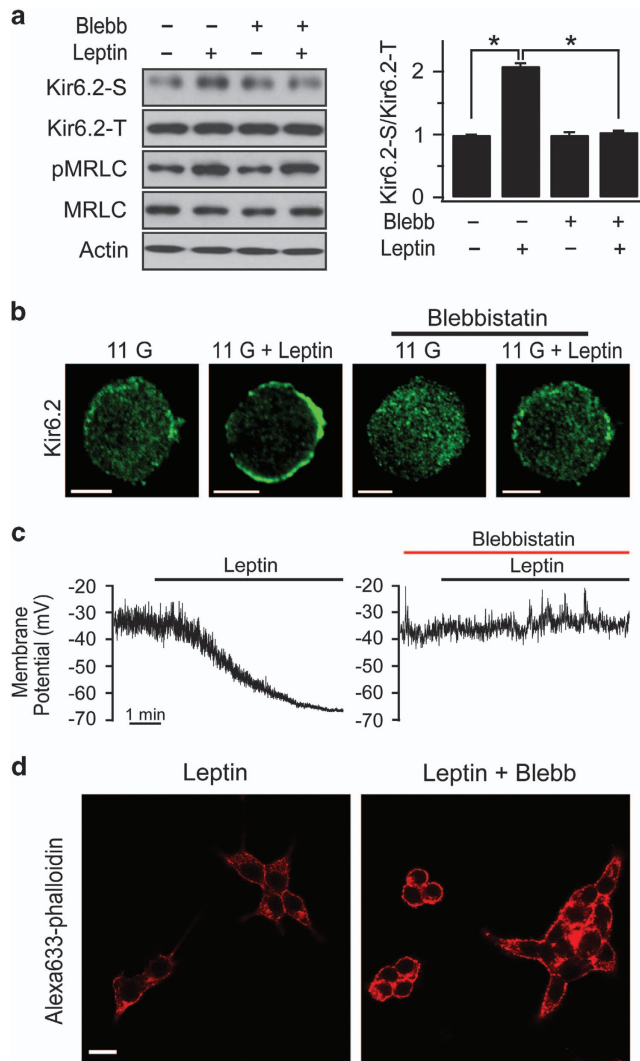 a
Blebb – – + +
Leptin – + – +
Kir6.2-S
Kir6.2-T
pMRLC
MRLC
Actin
Kir6.2-S/Kir6.2-T
2
1
0
* *
Blebb – – + +
Leptin – + – +
b
Blebbistatin
11 G 11 G + Leptin 11 G 11 G + Leptin
Kir6.2
c
Blebbistatin
Leptin Leptin
Membrane
Potential (mV)
-20 -20
-30 -30
-40 -40
-50 -50
-60 -60
-70 -70
1 min
d
Leptin Leptin + Blebb
Alexa633-phalloidin